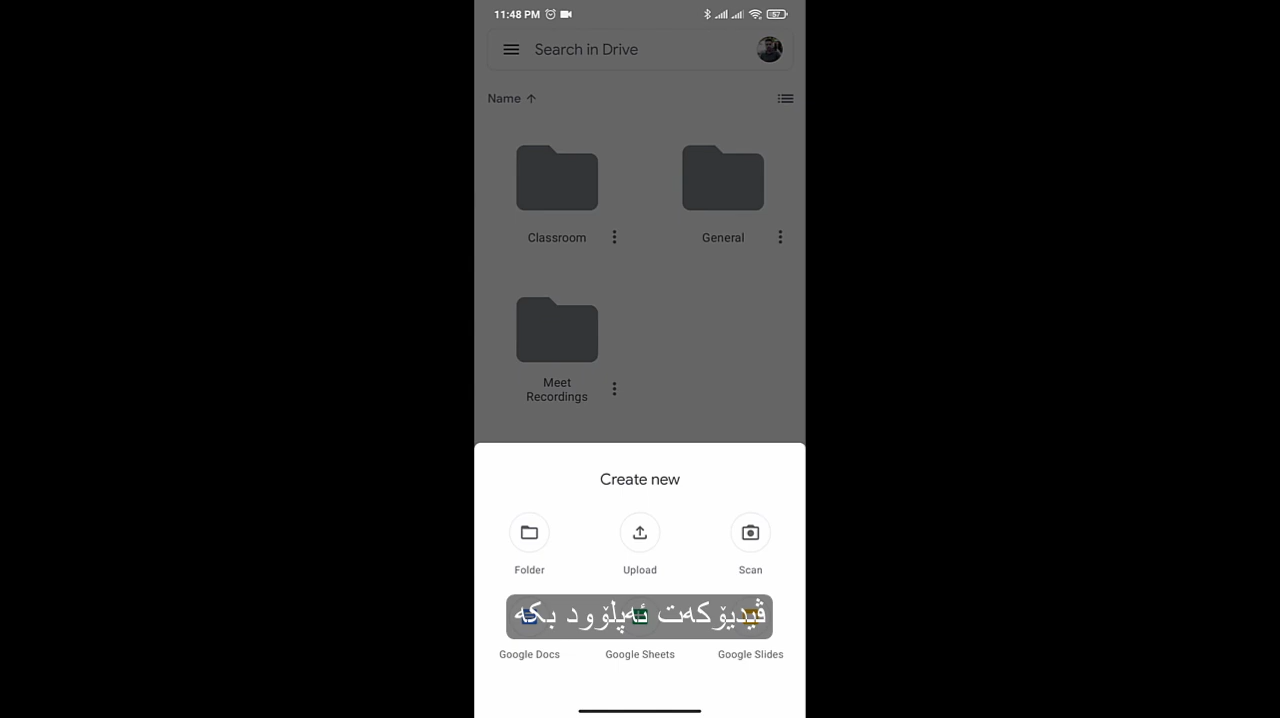 11:48 PM 57
Search in Drive
Name
Classroom General
Meet
Recordings
Create new
Folder Upload Scan
ڤیدیۆکەت ئەپلۆود بکە
Google Docs Google Sheets Google Slides